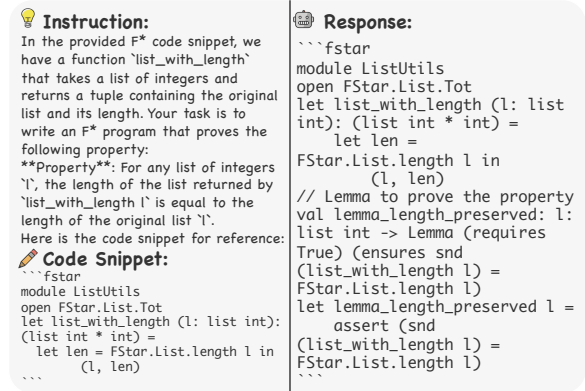 Instruction:
In the provided F* code snippet, we
have a function `list_with_length`
that takes a list of integers and
returns a tuple containing the original
list and its length. Your task is to
write an F* program that proves the
following property:
**Property**: For any list of integers
`l`, the length of the list returned by
`list_with_length l` is equal to the
length of the original list `l`.
Here is the code snippet for reference:
Code Snippet:
```fstar
module ListUtils
open FStar.List.Tot
let list_with_length (l: list int):
(list int * int) =
  let len = FStar.List.length l in
        (l, len)
```
Response:
```fstar
module ListUtils
open FStar.List.Tot
let list_with_length (l: list
int): (list int * int) =
    let len =
FStar.List.length l in
        (l, len)
// Lemma to prove the property
val lemma_length_preserved: l:
list int -> Lemma (requires
True) (ensures snd
(list_with_length l) =
FStar.List.length l)
let lemma_length_preserved l =
    assert (snd
(list_with_length l) =
FStar.List.length l)
```